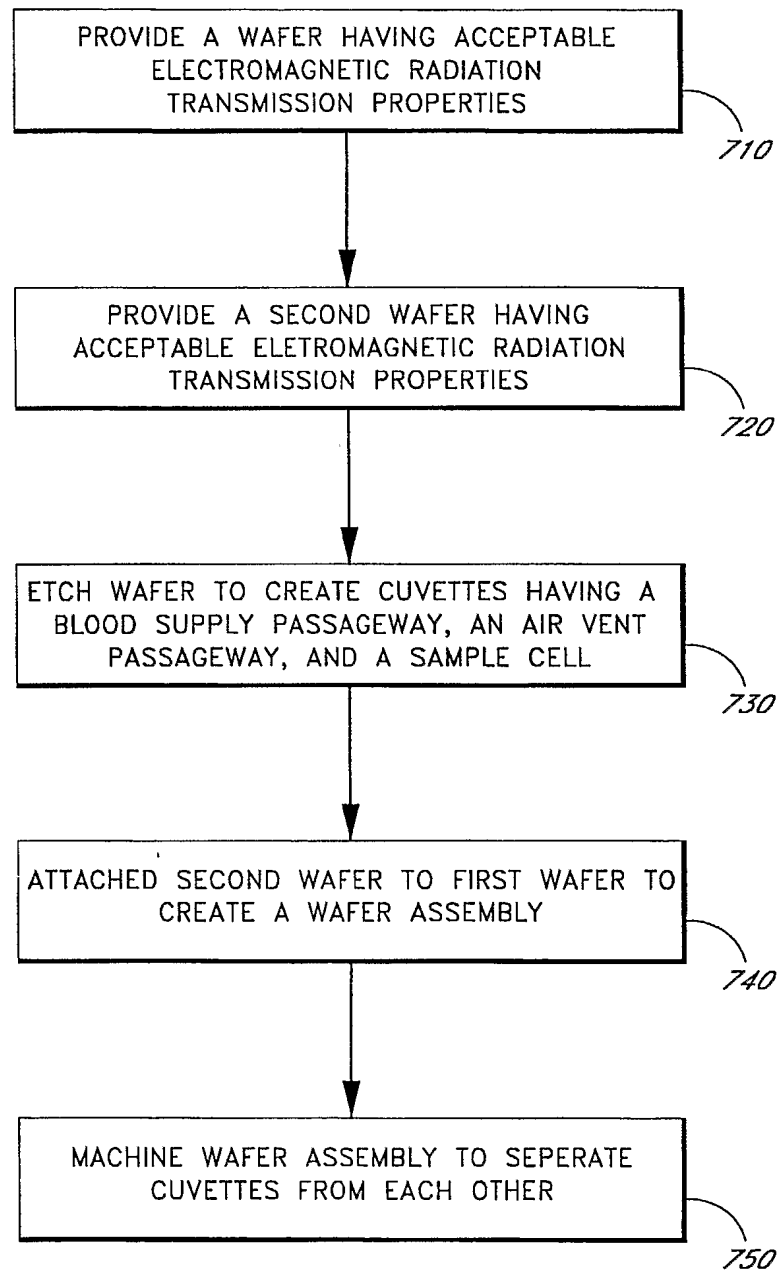 PROVIDE A WAFER HAVING ACCEPTABLE
ELECTROMAGNETIC RADIATION
TRANSMISSION PROPERTIES
710
PROVIDE A SECOND WAFER HAVING
ACCEPTABLE ELETROMAGNETIC RADIATION
TRANSMISSION PROPERTIES
720
ETCH WAFER TO CREATE CUVETTES HAVING A
BLOOD SUPPLY PASSAGEWAY, AN AIR VENT
PASSAGEWAY, AND A SAMPLE CELL
730
ATTACHED SECOND WAFER TO FIRST WAFER TO
CREATE A WAFER ASSEMBLY
740
MACHINE WAFER ASSEMBLY TO SEPERATE
CUVETTES FROM EACH OTHER
750